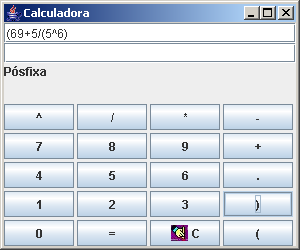 Calculadora
(69+5/(5^6)
Pósfixa
^ / * -
7 8 9 +
4 5 6 .
1 2 3 )
0 = C (